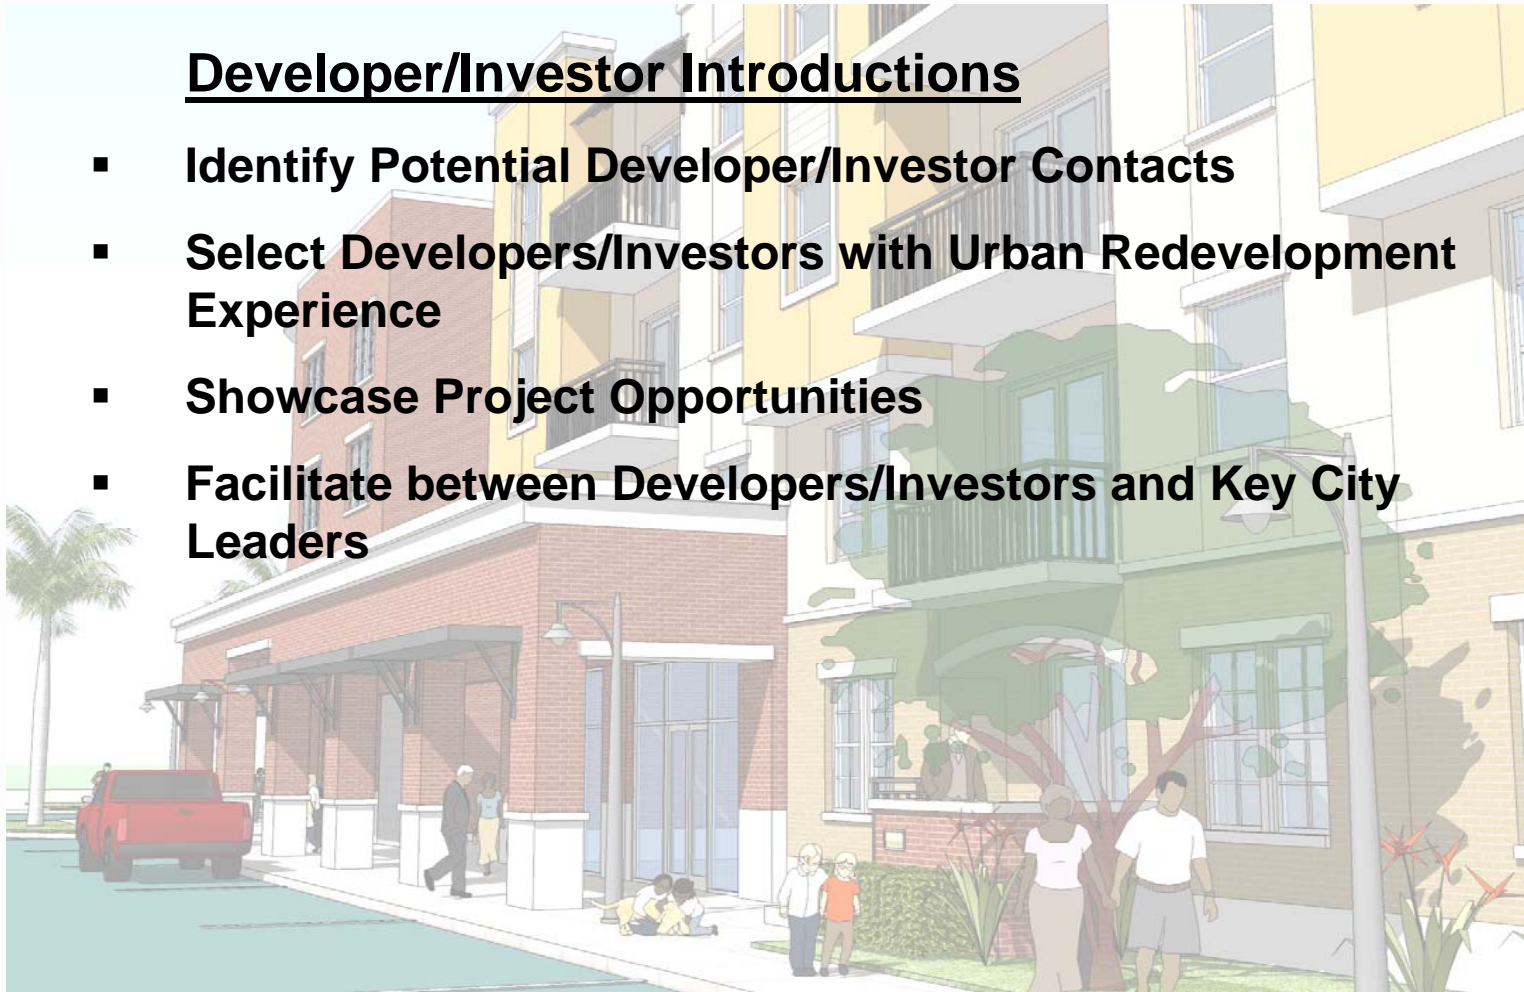 Developer/Investor Introductions
▪ Identify Potential Developer/Investor Contacts
▪ Select Developers/Investors with Urban Redevelopment
Experience
▪ Showcase Project Opportunities
▪ Facilitate between Developers/Investors and Key City
Leaders